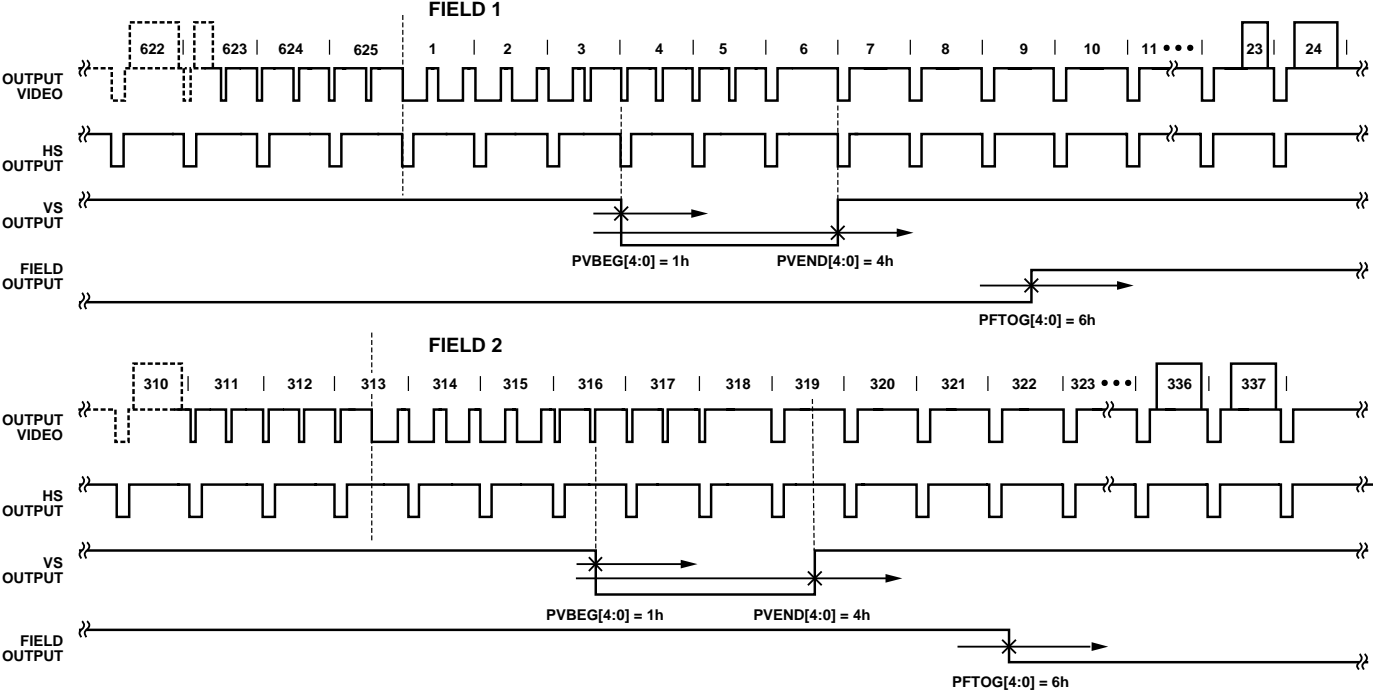 FIELD 1
622 623 624 625 1 2 3 4 5 6 7 8 9 10 11 ••• 23 24
OUTPUT
VIDEO
HS
OUTPUT
VS
OUTPUT
PVBEG[4:0] = 1h PVEND[4:0] = 4h
FIELD
OUTPUT
PFTOG[4:0] = 6h
FIELD 2
310 311 312 313 314 315 316 317 318 319 320 321 322 323 ••• 336 337
OUTPUT
VIDEO
HS
OUTPUT
VS
OUTPUT
PVBEG[4:0] = 1h PVEND[4:0] = 4h
FIELD
OUTPUT
PFTOG[4:0] = 6h